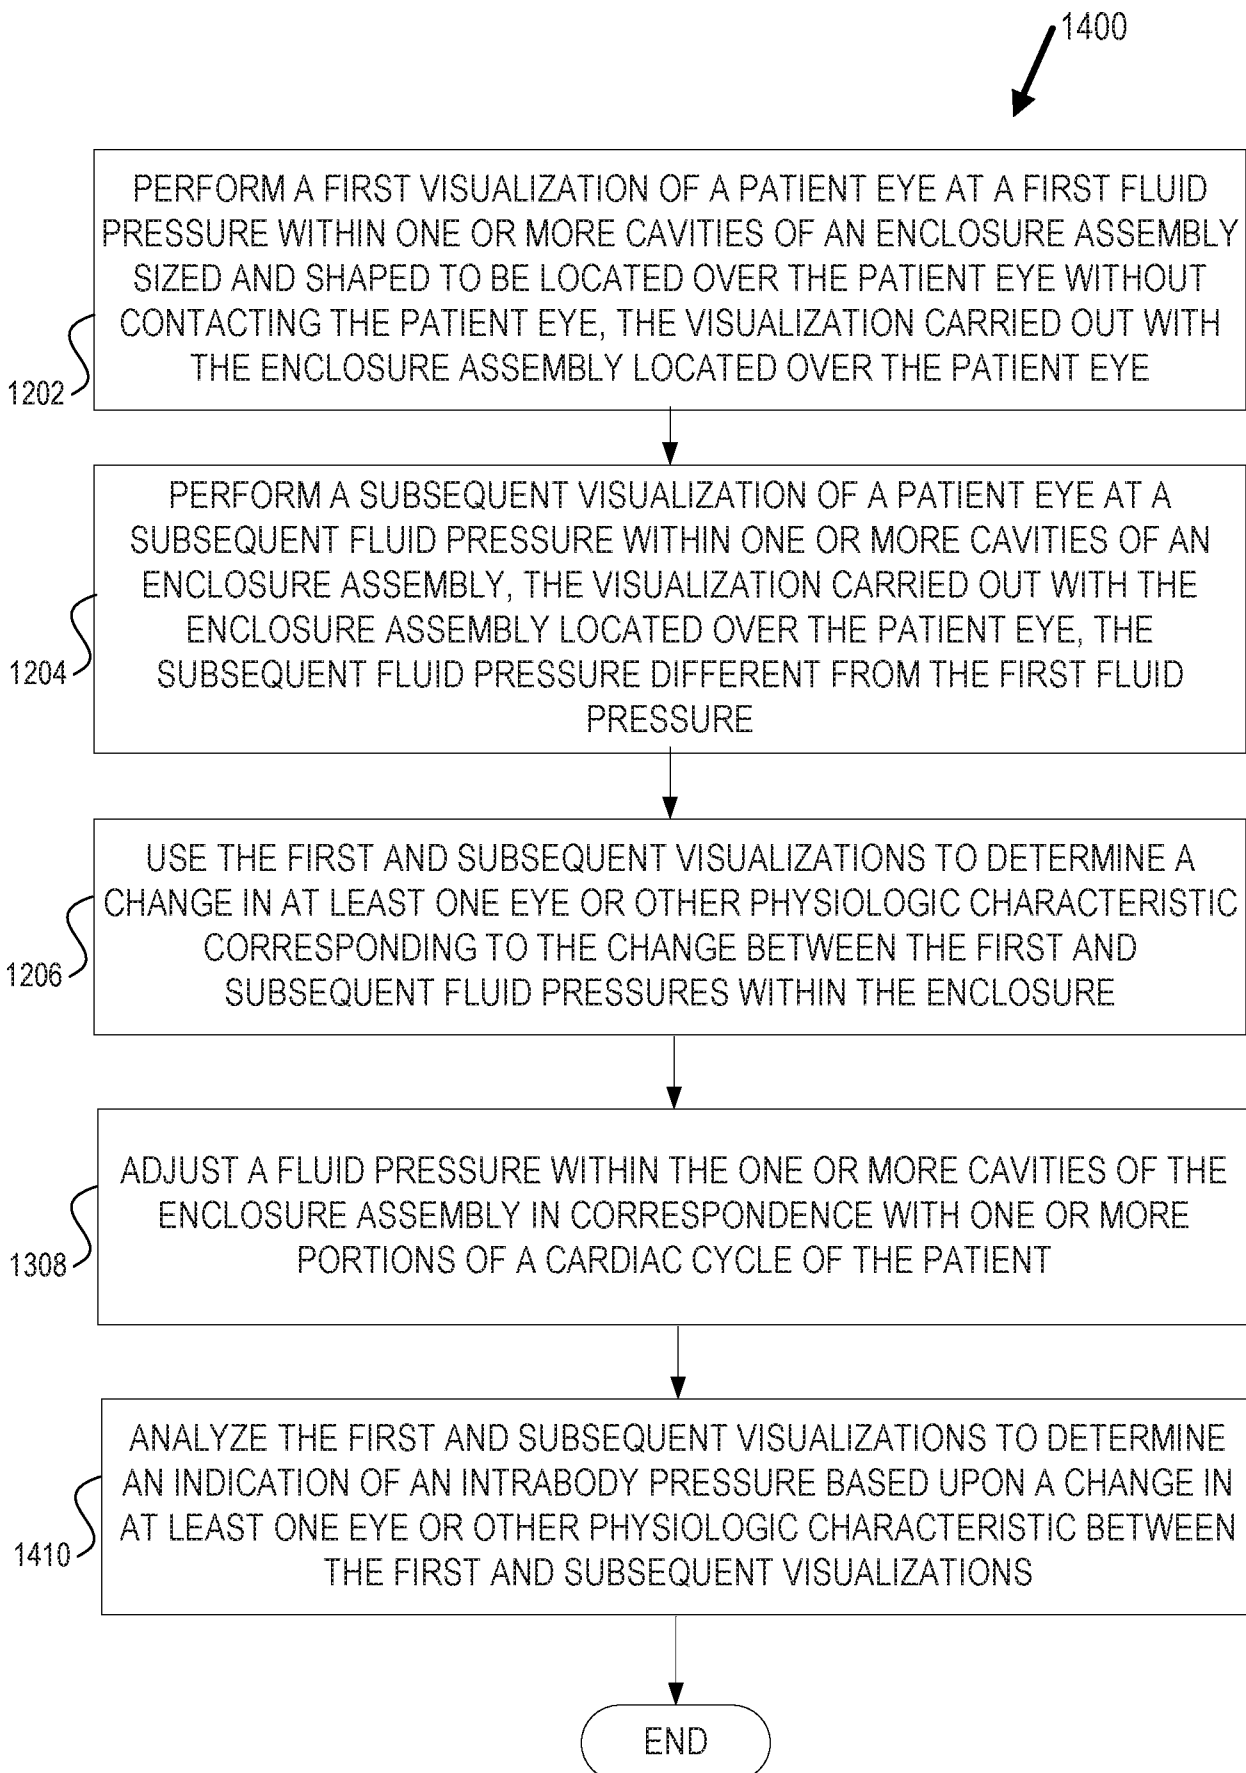 1400
PERFORM A FIRST VISUALIZATION OF A PATIENT EYE AT A FIRST FLUID
PRESSURE WITHIN ONE OR MORE CAVITIES OF AN ENCLOSURE ASSEMBLY
SIZED AND SHAPED TO BE LOCATED OVER THE PATIENT EYE WITHOUT
CONTACTING THE PATIENT EYE, THE VISUALIZATION CARRIED OUT WITH
THE ENCLOSURE ASSEMBLY LOCATED OVER THE PATIENT EYE
1202
PERFORM A SUBSEQUENT VISUALIZATION OF A PATIENT EYE AT A
SUBSEQUENT FLUID PRESSURE WITHIN ONE OR MORE CAVITIES OF AN
ENCLOSURE ASSEMBLY, THE VISUALIZATION CARRIED OUT WITH THE
ENCLOSURE ASSEMBLY LOCATED OVER THE PATIENT EYE, THE
SUBSEQUENT FLUID PRESSURE DIFFERENT FROM THE FIRST FLUID
PRESSURE
1204
USE THE FIRST AND SUBSEQUENT VISUALIZATIONS TO DETERMINE A
CHANGE IN AT LEAST ONE EYE OR OTHER PHYSIOLOGIC CHARACTERISTIC
CORRESPONDING TO THE CHANGE BETWEEN THE FIRST AND
SUBSEQUENT FLUID PRESSURES WITHIN THE ENCLOSURE
1206
ADJUST A FLUID PRESSURE WITHIN THE ONE OR MORE CAVITIES OF THE
ENCLOSURE ASSEMBLY IN CORRESPONDENCE WITH ONE OR MORE
PORTIONS OF A CARDIAC CYCLE OF THE PATIENT
1308
ANALYZE THE FIRST AND SUBSEQUENT VISUALIZATIONS TO DETERMINE
AN INDICATION OF AN INTRABODY PRESSURE BASED UPON A CHANGE IN
AT LEAST ONE EYE OR OTHER PHYSIOLOGIC CHARACTERISTIC BETWEEN
THE FIRST AND SUBSEQUENT VISUALIZATIONS
1410
END